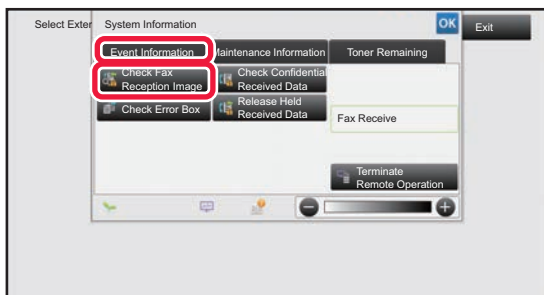 Select Exter
System Information
OK
Exit
Event Information
Maintenance Information
Toner Remaining
Check Fax
Reception Image
Check Confidential
Received Data
Check Error Box
Release Held
Received Data
Fax Receive
Terminate
Remote Operation